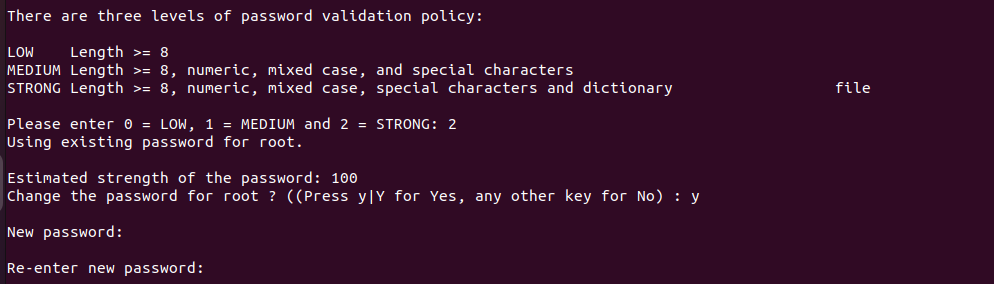 There are three levels of password validation policy:
LOW    Length >= 8
MEDIUM Length >= 8, numeric, mixed case, and special characters
STRONG Length >= 8, numeric, mixed case, special characters and dictionary                  file
Please enter 0 = LOW, 1 = MEDIUM and 2 = STRONG: 2
Using existing password for root.
Estimated strength of the password: 100
Change the password for root ? ((Press y|Y for Yes, any other key for No) : y
New password:
Re-enter new password: